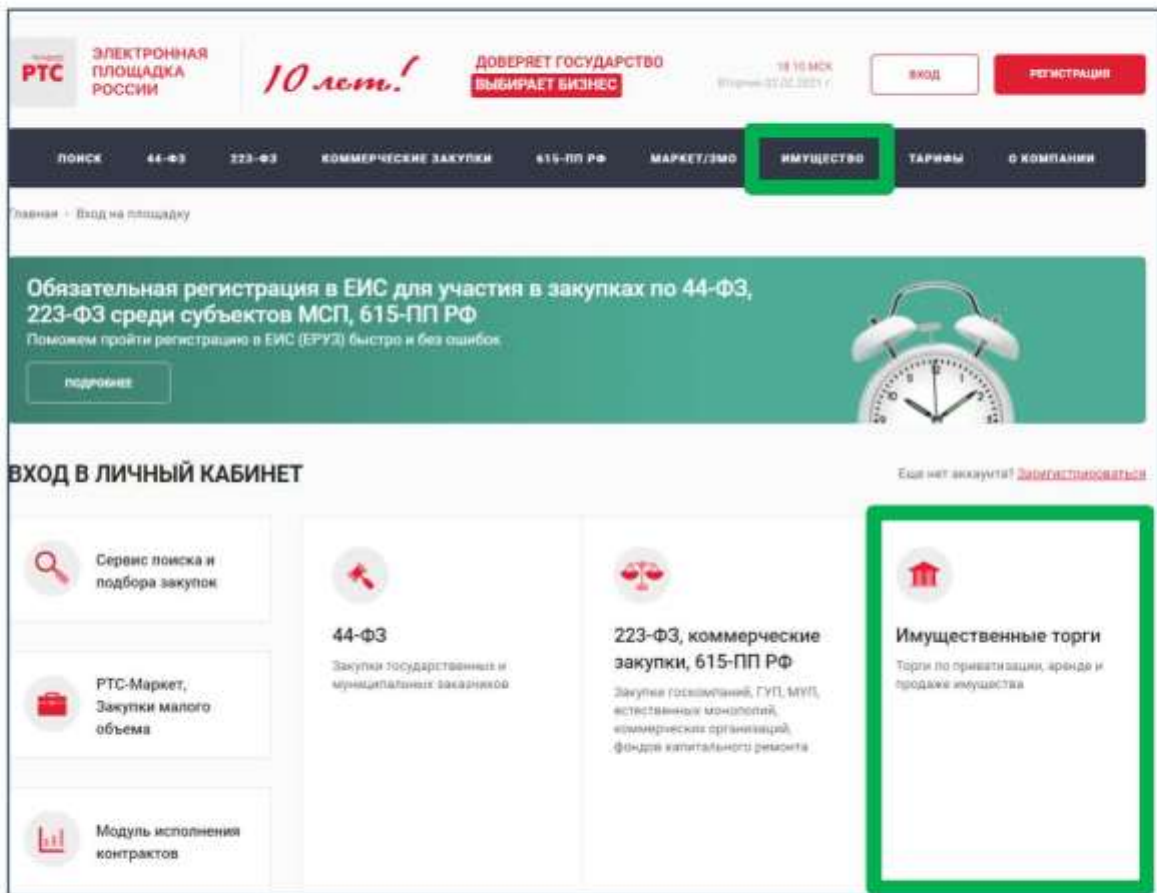 РТС
ЭЛЕКТРОННАЯ
ПЛОЩАДКА
РОССИИ
10 лет!
ДОВЕРЯЕТ ГОСУДАРСТВО
ВЫБИРАЕТ БИЗНЕС
18 10 МСК
ВХОД
РЕГИСТРАЦИЯ
ПОИСК 44-ФЗ 223-ФЗ КОММЕРЧЕСКИЕ ЗАКУПКИ 615-ПП РФ МАРКЕТ/ЗМО ИМУЩЕСТВО ТАРИФЫ О КОМПАНИИ
Главная - Вход на площадку
Обязательная регистрация в ЕИС для участия в закупках по 44-ФЗ,
223-ФЗ среди субъектов МСП, 615-ПП РФ
Поможем пройти регистрацию в ЕИС (ЕРУЗ) быстро и без ошибок
ПОДРОБНЕЕ
ВХОД В ЛИЧНЫЙ КАБИНЕТ
Еще нет аккаунта? Зарегистрироваться
Сервис поиска и
подбора закупок
РТС-Маркет,
Закупки малого
объема
Модуль исполнения
контрактов
44-ФЗ
Закупки государственных и
муниципальных заказчиков
223-ФЗ, коммерческие
закупки, 615-ПП РФ
Закупки госкомпаний, ГУП, МУП,
естественных монополий,
коммерческих организаций,
фондов капитального ремонта
Имущественные торги
Торги по приватизации, аренде и
продаже имущества